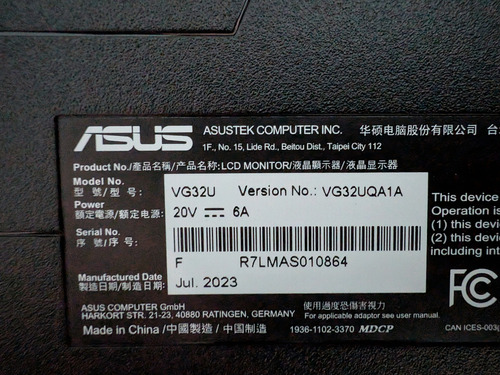 ASUS ASUSTEK COMPUTER INC. 华硕电脑股份有限公司 台
1F., No. 15, Lide Rd., Beitou Dist., Taipei City 112
Product No./產品名稱/产品名称:LCD MONITOR/液晶顯示器/液晶显示器
Model No.
型 號/型 号: VG32U Version No.: VG32UQA1A
Power
額定電源/额定电源: 20V ⎓ 6A
Serial No.
序 號/序 号:
F R7LMAS010864
Manufactured Date
製造日期/制造日期: Jul. 2023
This device
Operation is
(1) this devic
(2) this devic
including inte
FC
ASUS COMPUTER GmbH
HARKORT STR. 21-23, 40880 RATINGEN, GERMANY
使用過度恐傷害視力
For applicable adaptor see user manual.
CAN ICES-003(
Made in China /中國製造 / 中国制造 1936-1102-3370 MDCP